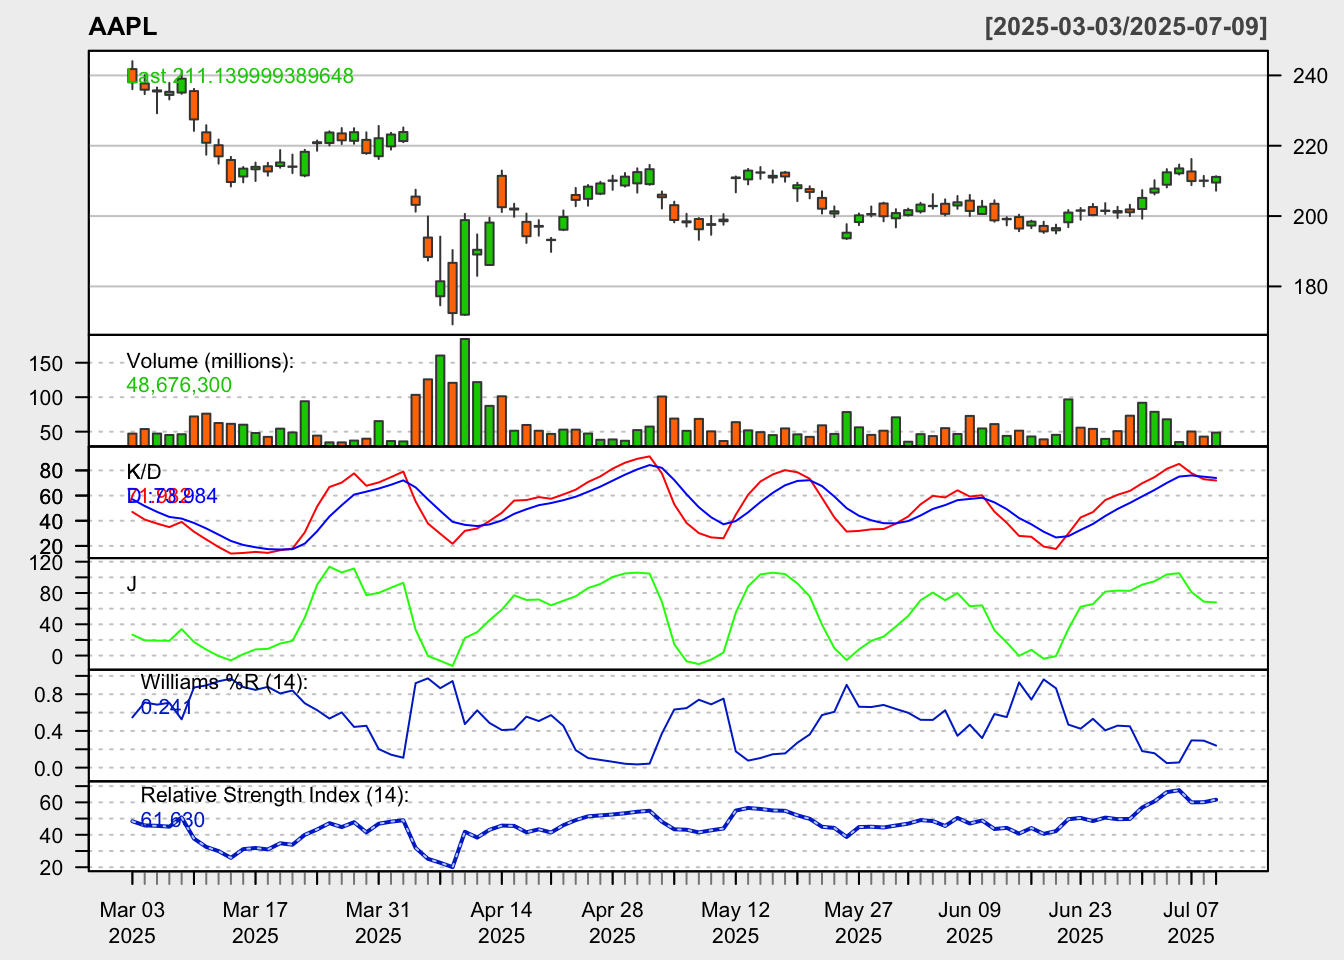 AAPL [2025-03-03/2025-07-09]
Last 211.139999389648
240
220
200
180
Volume (millions):
48,676,300
150
100
50
K/D
D :73.984
80
60
40
20
J
120
80
40
0
Williams %R (14):
0.241
0.8
0.4
0.0
Relative Strength Index (14):
61.630
60
40
20
Mar 03 Mar 17 Mar 31 Apr 14 Apr 28 May 12 May 27 Jun 09 Jun 23 Jul 07
2025 2025 2025 2025 2025 2025 2025 2025 2025 2025